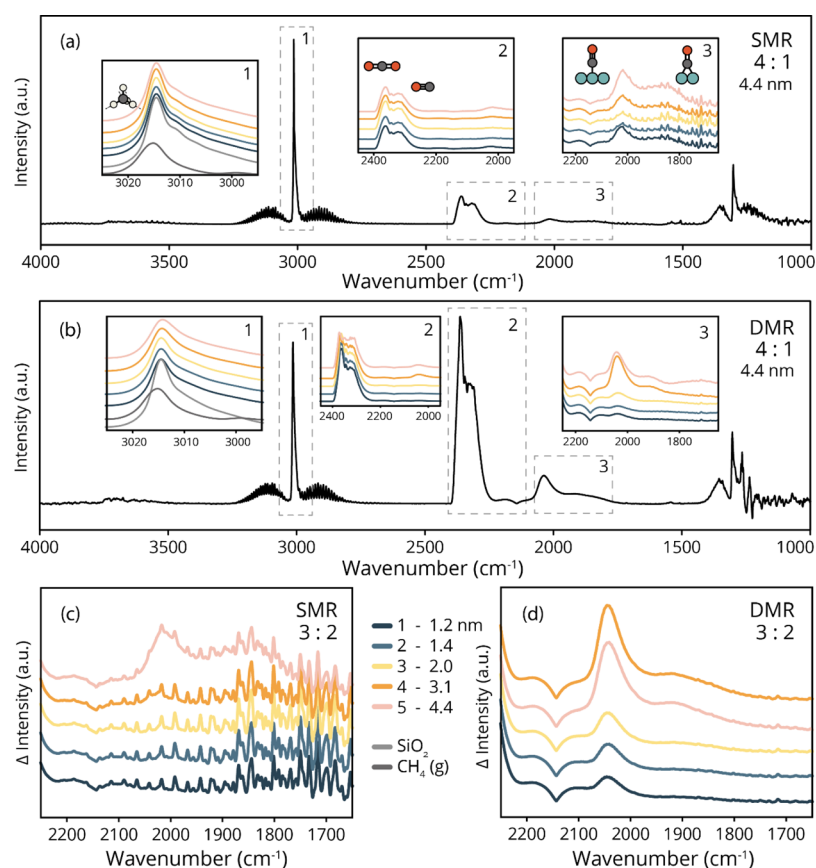 (a)
1
2
3
SMR
4 : 1
4.4 nm
1
3020 3010 3000
2
2400 2200 2000
3
2200 2000 1800
Intensity (a.u.)
4000 3500 3000 2500 2000 1500 1000
Wavenumber (cm-1)
(b)
1
2
3
DMR
4 : 1
4.4 nm
1
3020 3010 3000
2
2400 2200 2000
3
2200 2000 1800
Intensity (a.u.)
4000 3500 3000 2500 2000 1500 1000
Wavenumber (cm-1)
(c)
SMR
3 : 2
Δ Intensity (a.u.)
2200 2100 2000 1900 1800 1700
Wavenumber (cm-1)
1 - 1.2 nm
2 - 1.4
3 - 2.0
4 - 3.1
5 - 4.4
SiO2
CH4 (g)
(d)
DMR
3 : 2
Δ Intensity (a.u.)
2200 2100 2000 1900 1800 1700
Wavenumber (cm-1)